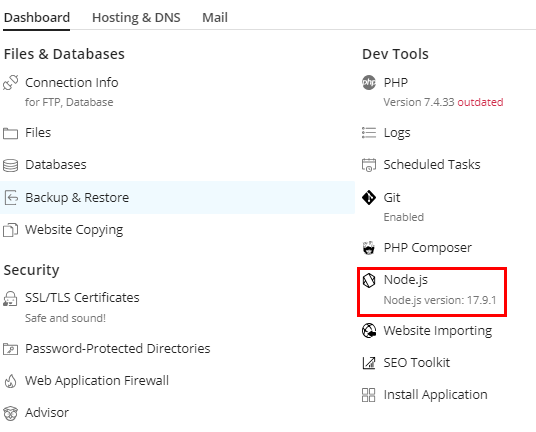 Dashboard Hosting & DNS Mail
Files & Databases
Connection Info
for FTP, Database
Files
Databases
Backup & Restore
Website Copying
Security
SSL/TLS Certificates
Safe and sound!
Password-Protected Directories
Web Application Firewall
Advisor
Dev Tools
php
PHP
Version 7.4.33 outdated
Logs
Scheduled Tasks
Git
Enabled
PHP Composer
Node.js
Node.js version: 17.9.1
Website Importing
SEO Toolkit
Install Application